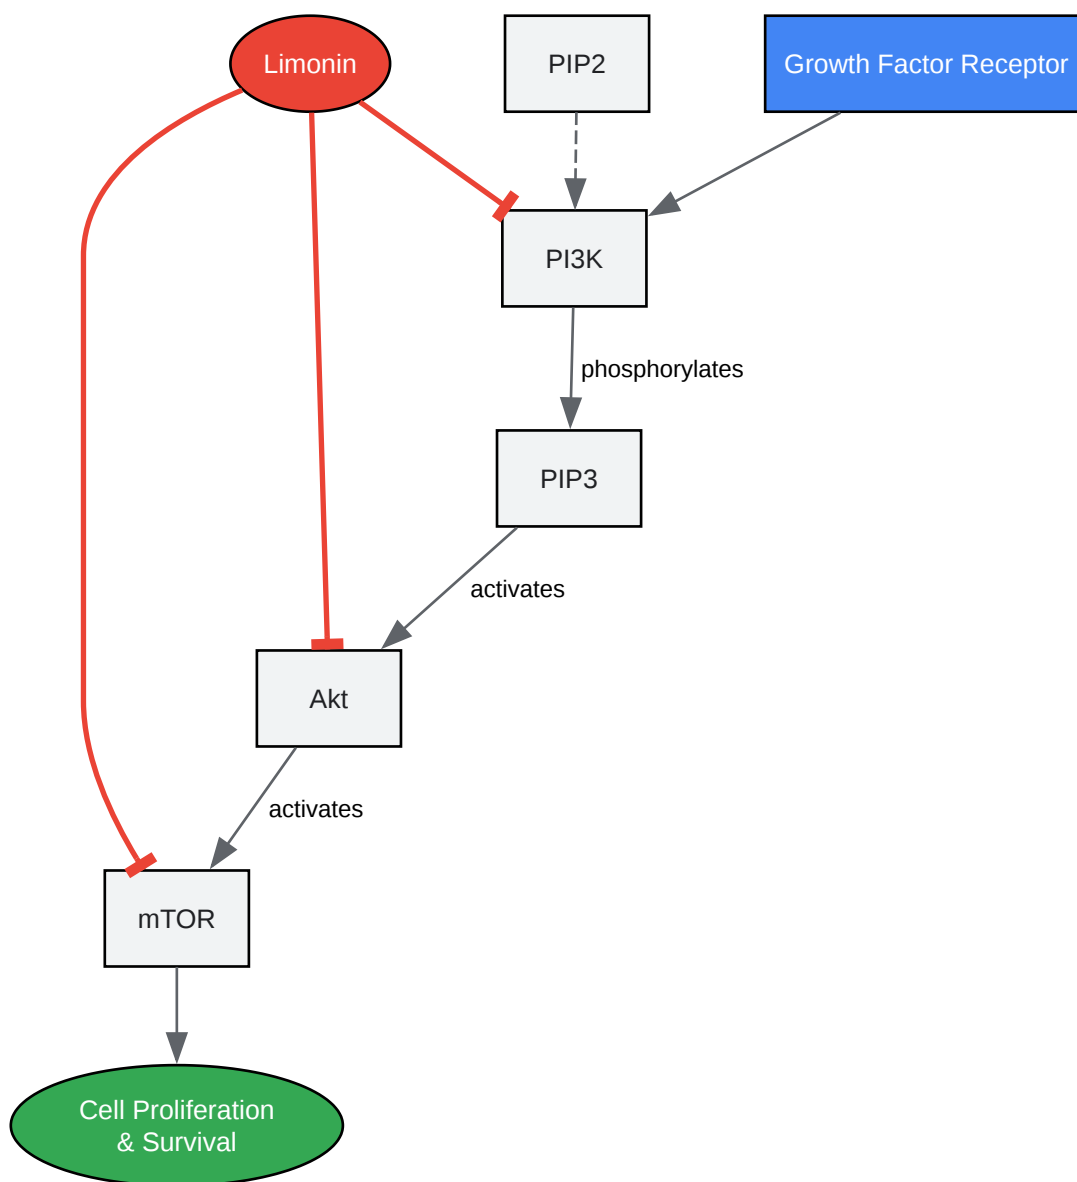 Limonin
PIP2
Growth Factor Receptor
PI3K
phosphorylates
PIP3
activates
Akt
activates
mTOR
Cell Proliferation
& Survival